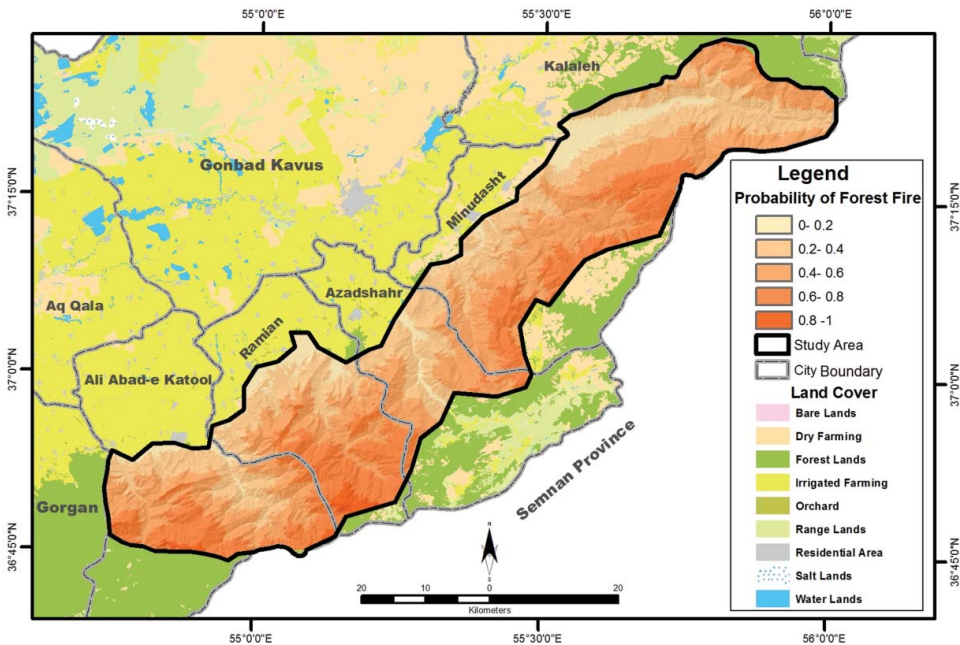 55°0'0"E
55°30'0"E
56°0'0"E
Kalaleh
Gonbad Kavus
Minudasht
37°15'0"N
37°15'0"N
Azadshahr
Aq Qala
Ramian
Ali Abad-e Katool
37°0'0"N
37°0'0"N
Semnan Province
Gorgan
36°45'0"N
36°45'0"N
Legend
Probability of Forest Fire
0- 0.2
0.2- 0.4
0.4- 0.6
0.6- 0.8
0.8 -1
Study Area
City Boundary
Land Cover
Bare Lands
Dry Farming
Forest Lands
Irrigated Farming
Orchard
Range Lands
Residential Area
Salt Lands
Water Lands
N
20 10 0 20
Kilometers
55°0'0"E
55°30'0"E
56°0'0"E